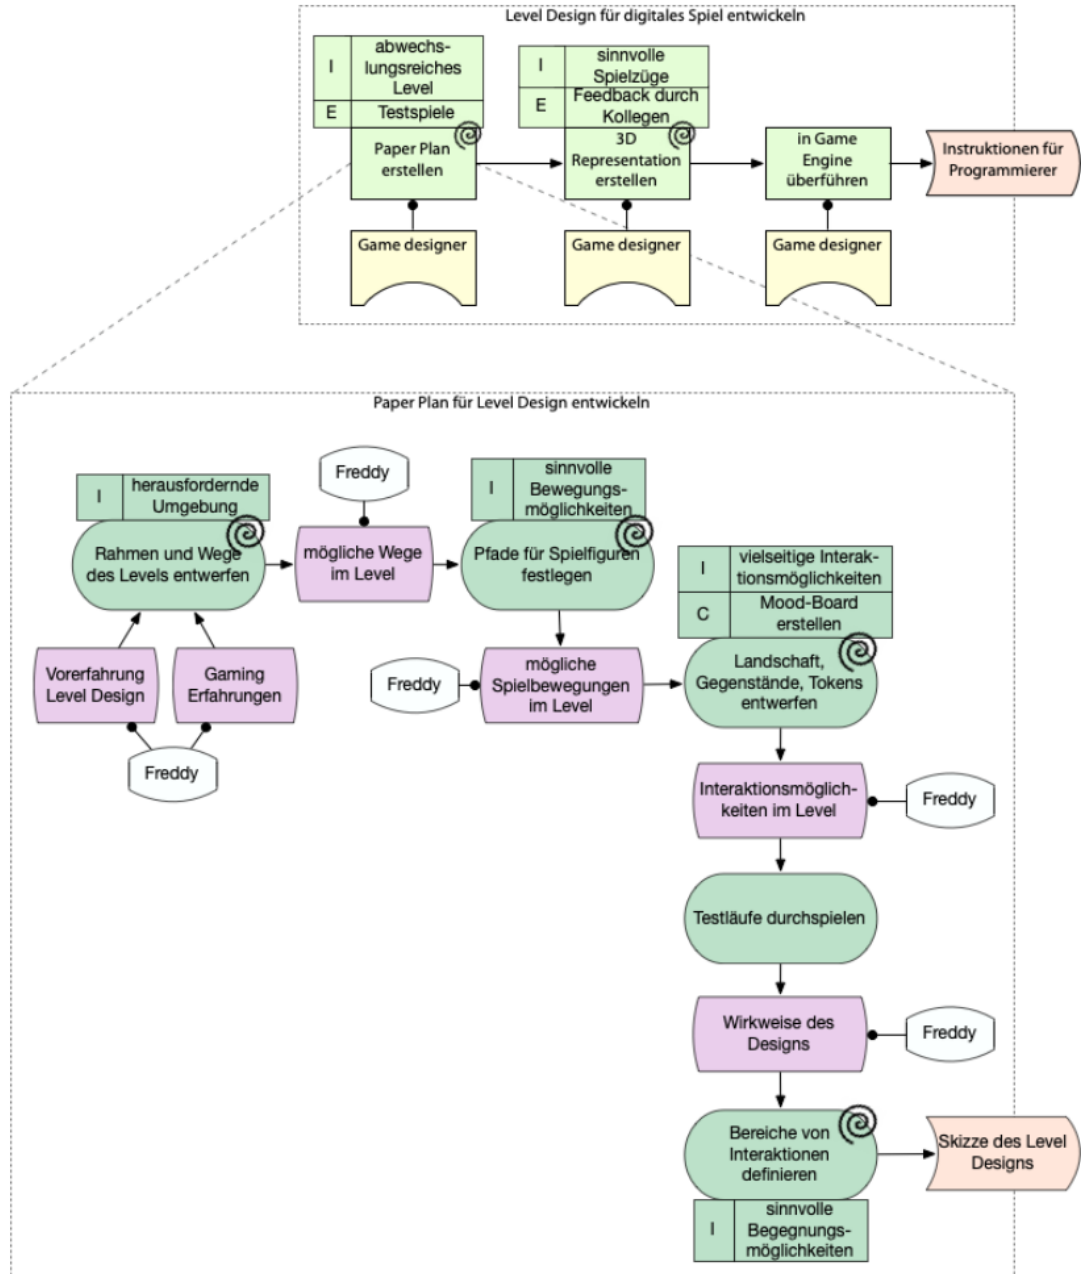 Level Design für digitales Spiel entwickeln
I
abwechs-
lungsreiches
Level
E
Testspiele
Paper Plan
erstellen
I
sinnvolle
Spielzüge
E
Feedback durch
Kollegen
3D
Representation
erstellen
in Game
Engine
überführen
Instruktionen für
Programmierer
Game designer
Game designer
Game designer
Paper Plan für Level Design entwickeln
I
herausfordernde
Umgebung
Rahmen und Wege
des Levels entwerfen
Freddy
mögliche Wege
im Level
I
sinnvolle
Bewegungs-
möglichkeiten
Pfade für Spielfiguren
festlegen
Vorerfahrung
Level Design
Gaming
Erfahrungen
Freddy
Freddy
mögliche
Spielbewegungen
im Level
I
vielseitige Interak-
tionsmöglichkeiten
C
Mood-Board
erstellen
Landschaft,
Gegenstände, Tokens
entwerfen
Interaktionsmöglich-
keiten im Level
Freddy
Testläufe durchspielen
Wirkweise des
Designs
Freddy
Bereiche von
Interaktionen
definieren
Skizze des Level
Designs
I
sinnvolle
Begegnungs-
möglichkeiten